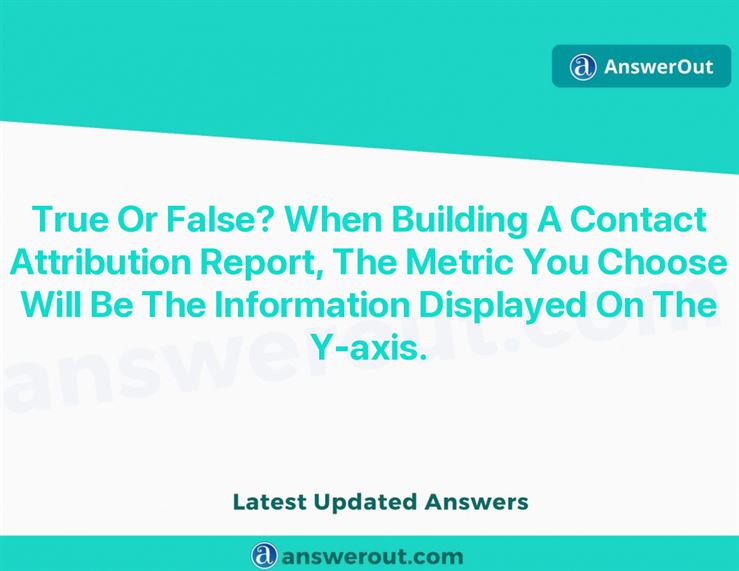 AnswerOut
True Or False? When Building A Contact
Attribution Report, The Metric You Choose
Will Be The Information Displayed On The
Y-axis.
answerout.com
Latest Updated Answers
answerout.com